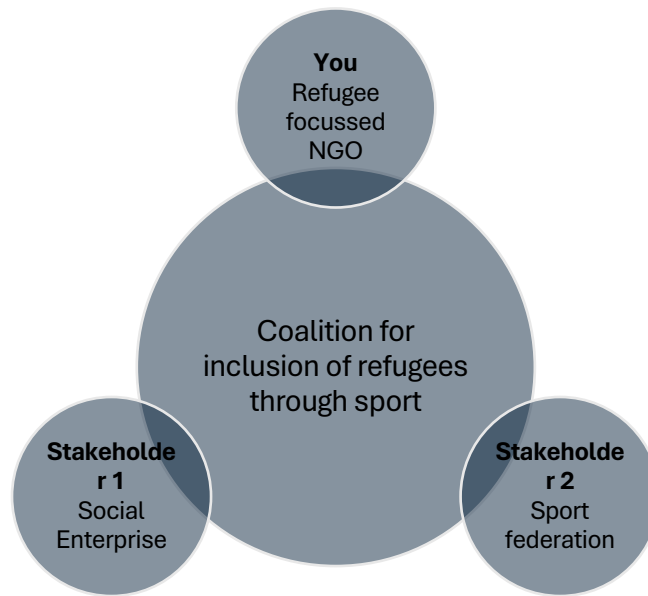 You
Refugee
focussed
NGO
Coalition for
inclusion of refugees
through sport
Stakeholde
r 1
Social
Enterprise
Stakeholde
r 2
Sport
federation